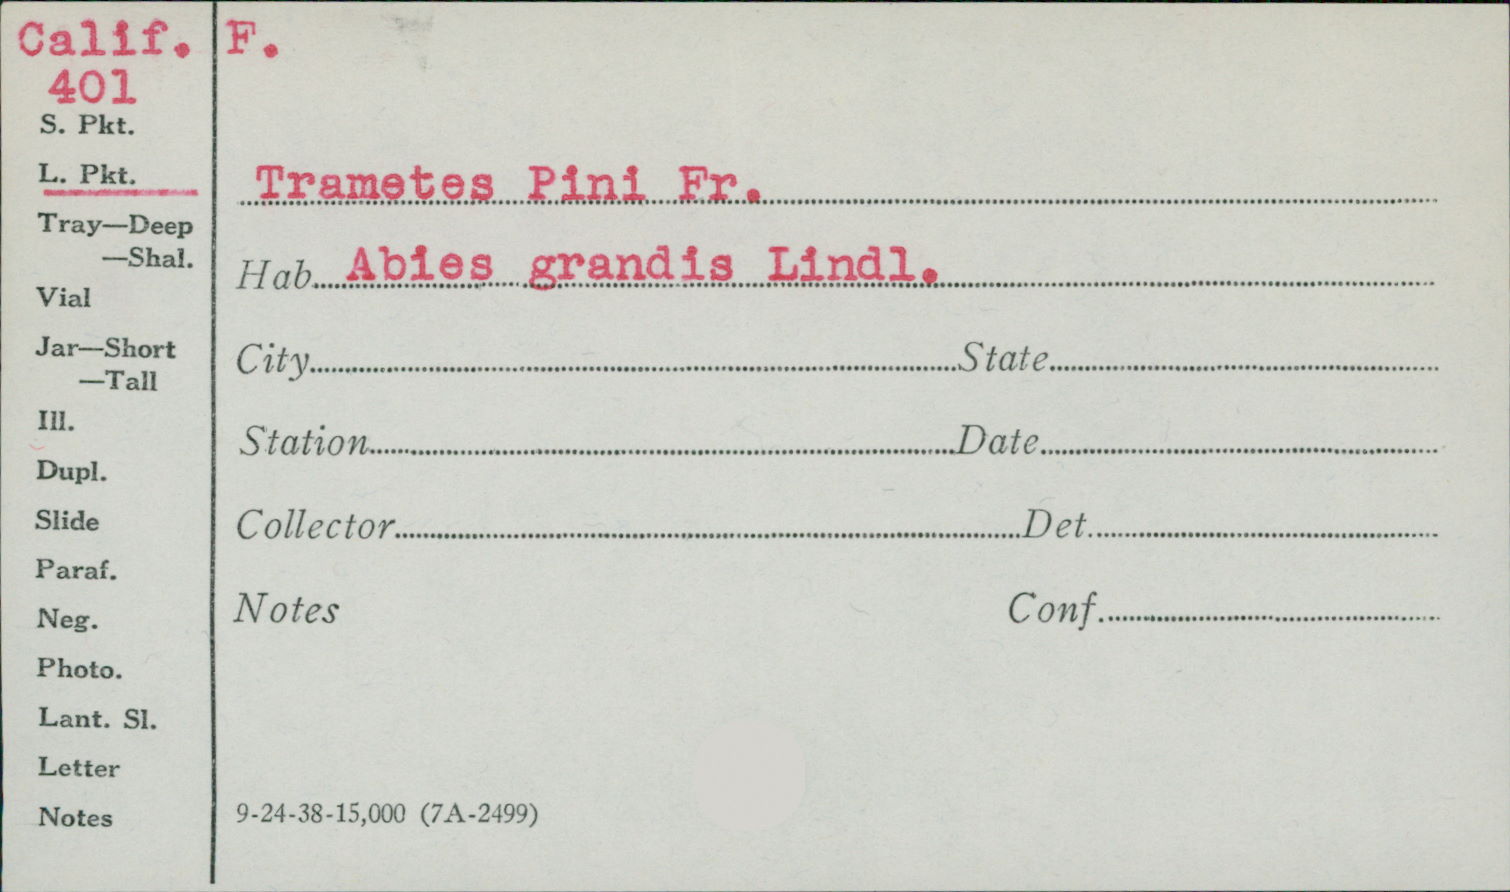 Calif.
401
S. Pkt.
L. Pkt.
Tray—Deep
—Shal.
Vial
Jar—Short
—Tall
Ill.
Dupl.
Slide
Paraf.
Neg.
Photo.
Lant. Sl.
Letter
Notes
F.
Trametes Pini Fr.
Hab. Abies grandis Lindl.
City State
Station Date
Collector Det.
Notes Conf.
9-24-38-15,000 (7A-2499)